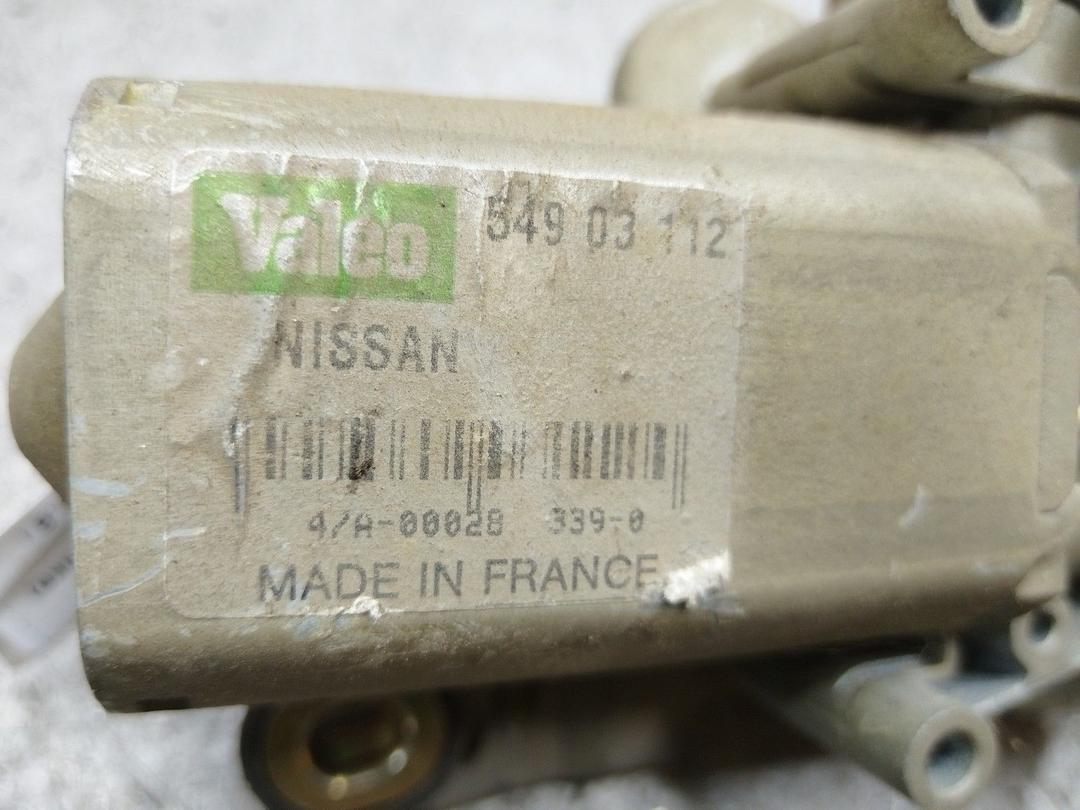 Valeo 549 03 112
NISSAN
4/A-00028 339-0
MADE IN FRANCE